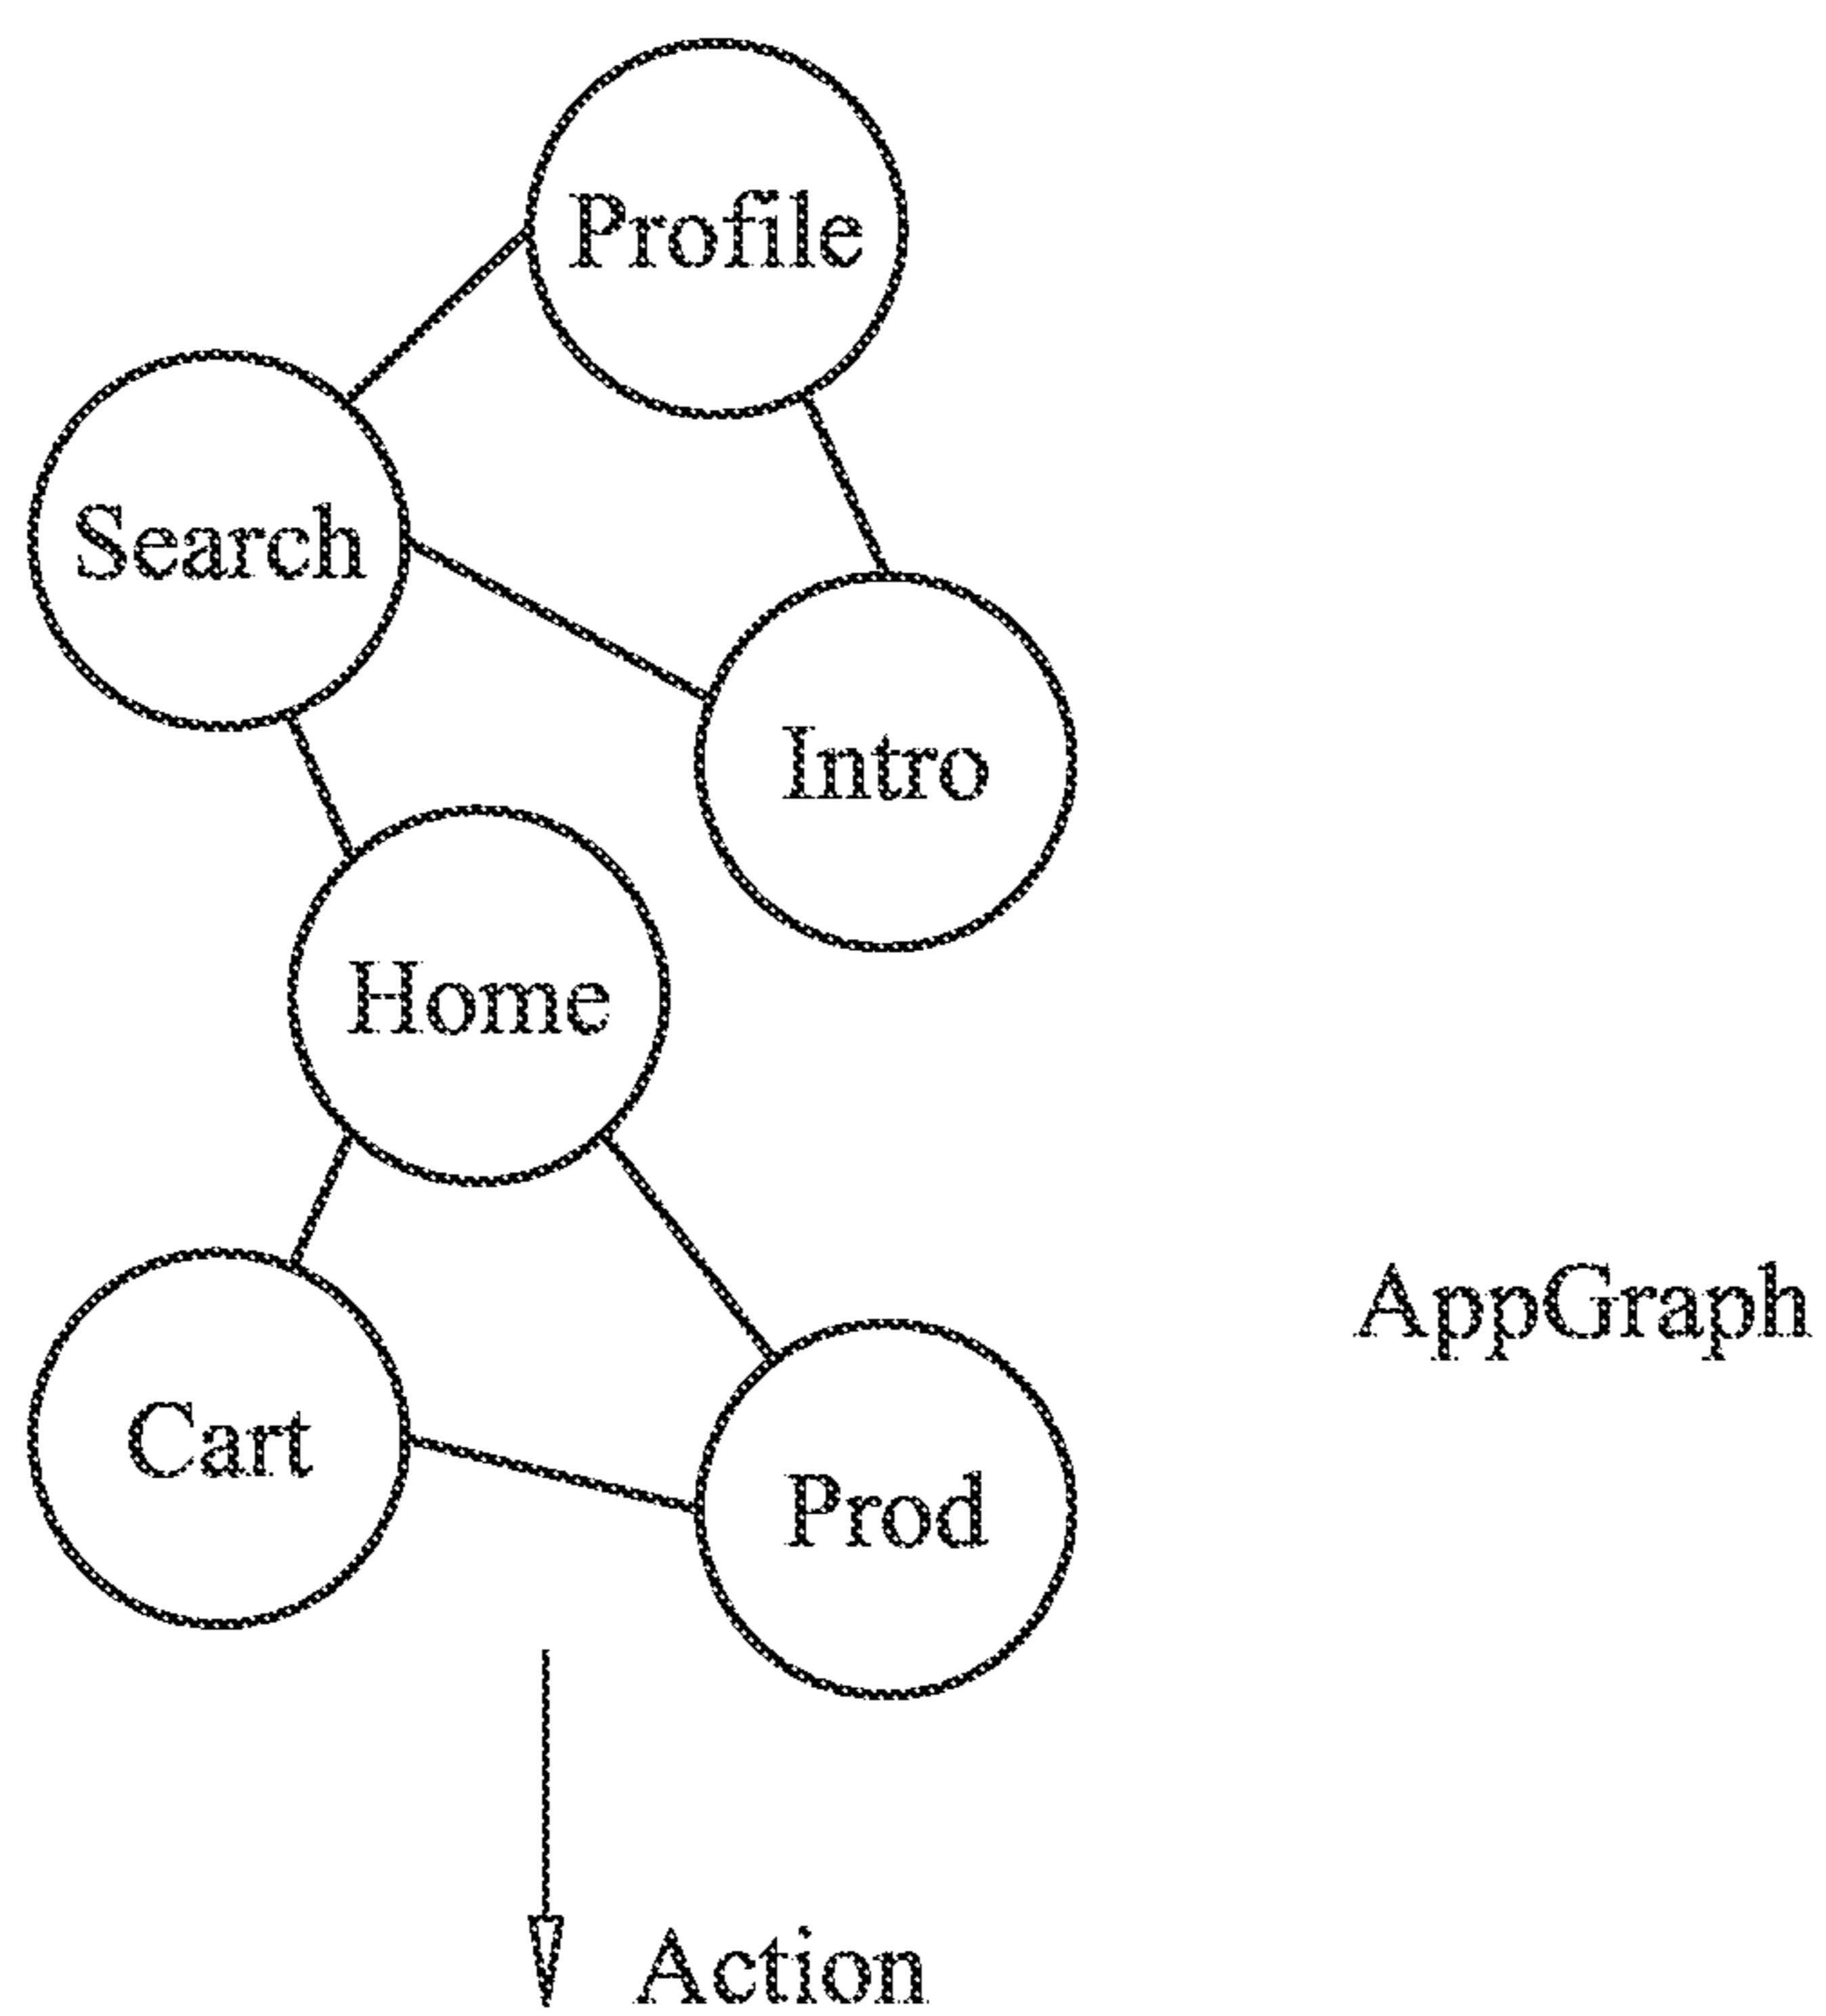 Profile
Search
Intro
Home
AppGraph
Cart
Prod
Action